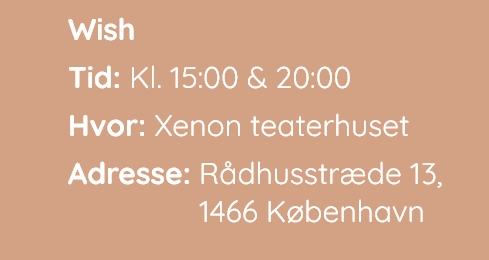 Wish
Tid: Kl. 15:00 & 20:00
Hvor: Xenon teaterhuset
Adresse: Rådhusstræde 13,
1466 København